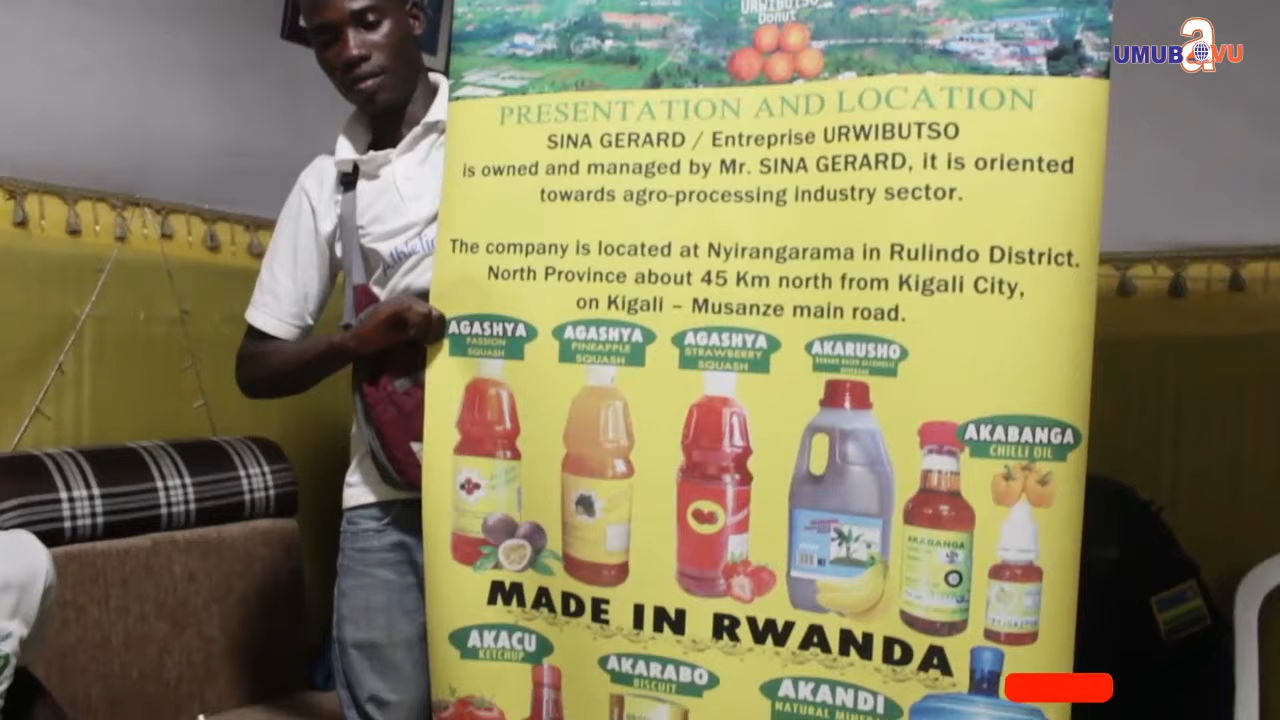 URWIBUTSO
Donut
UMUBAVU
PRESENTATION AND LOCATION
SINA GERARD / Entreprise URWIBUTSO
is owned and managed by Mr. SINA GERARD, it is oriented
towards agro-processing industry sector.
The company is located at Nyirangarama in Rulindo District.
North Province about 45 Km north from Kigali City,
on Kigali – Musanze main road.
AGASHYA
PASSION
SQUASH
AGASHYA
PINEAPPLE
SQUASH
AGASHYA
STRAWBERRY
SQUASH
AKARUSHO
AKABANGA
CHILLI OIL
AKABANGA
MADE IN RWANDA
AKACU
KETCHUP
AKARABO
BISCUIT
AKANDI